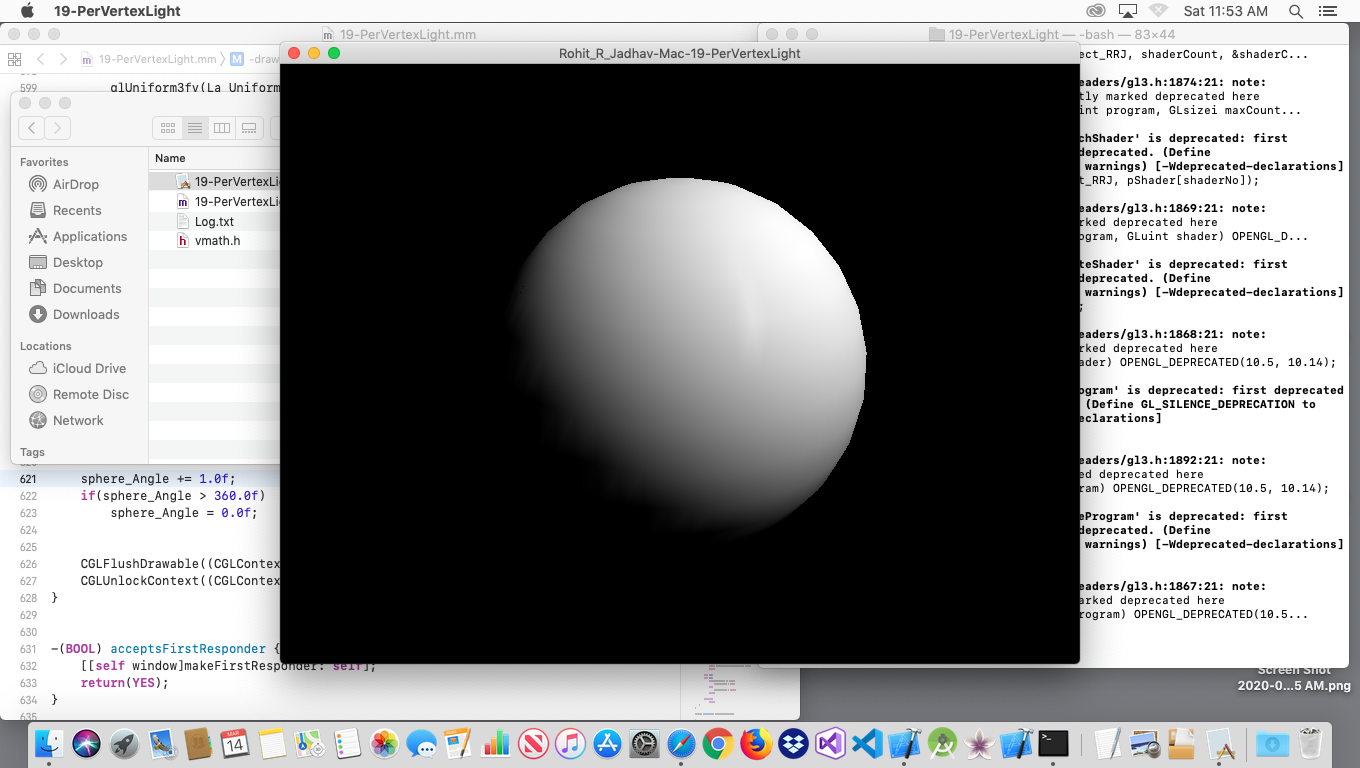 19-PerVertexLight
Sat 11:53 AM
19-PerVertexLight.mm
19-PerVertexLight — -bash — 83×44
Rohit_R_Jadhav-Mac-19-PerVertexLight
19-PerVertexLight.mm
M
599 glUniform3fv(La_Uniform
Favorites
AirDrop
Recents
Applications
Desktop
Documents
Downloads
Locations
iCloud Drive
Remote Disc
Network
Tags
Name
19-PerVertexLi
19-PerVertexLi
Log.txt
vmath.h
621 sphere_Angle += 1.0f;
622 if(sphere_Angle > 360.0f)
623 sphere_Angle = 0.0f;
624
625
626 CGLFlushDrawable((CGLContex
627 CGLUnlockContext((CGLContex
628 }
629
630
631 -(BOOL) acceptsFirstResponder {
632 [[self window]makeFirstResponder: self];
633 return(YES);
634 }
635
ect_RRJ, shaderCount, &shaderC...
eaders/gl3.h:1874:21: note:
tly marked deprecated here
int program, GLsizei maxCount...
chShader' is deprecated: first
deprecated. (Define
warnings) [-Wdeprecated-declarations]
t_RRJ, pShader[shaderNo]);
eaders/gl3.h:1869:21: note:
rked deprecated here
ogram, GLuint shader) OPENGL_D...
teShader' is deprecated: first
deprecated. (Define
warnings) [-Wdeprecated-declarations]
;
eaders/gl3.h:1868:21: note:
rked deprecated here
ader) OPENGL_DEPRECATED(10.5, 10.14);
ogram' is deprecated: first deprecated
(Define GL_SILENCE_DEPRECATION to
clarations]
eaders/gl3.h:1892:21: note:
ed deprecated here
ram) OPENGL_DEPRECATED(10.5, 10.14);
eProgram' is deprecated: first
deprecated. (Define
warnings) [-Wdeprecated-declarations]
eaders/gl3.h:1867:21: note:
arked deprecated here
rogram) OPENGL_DEPRECATED(10.5...
Screen Shot
2020-0...5 AM.png
MAR
14